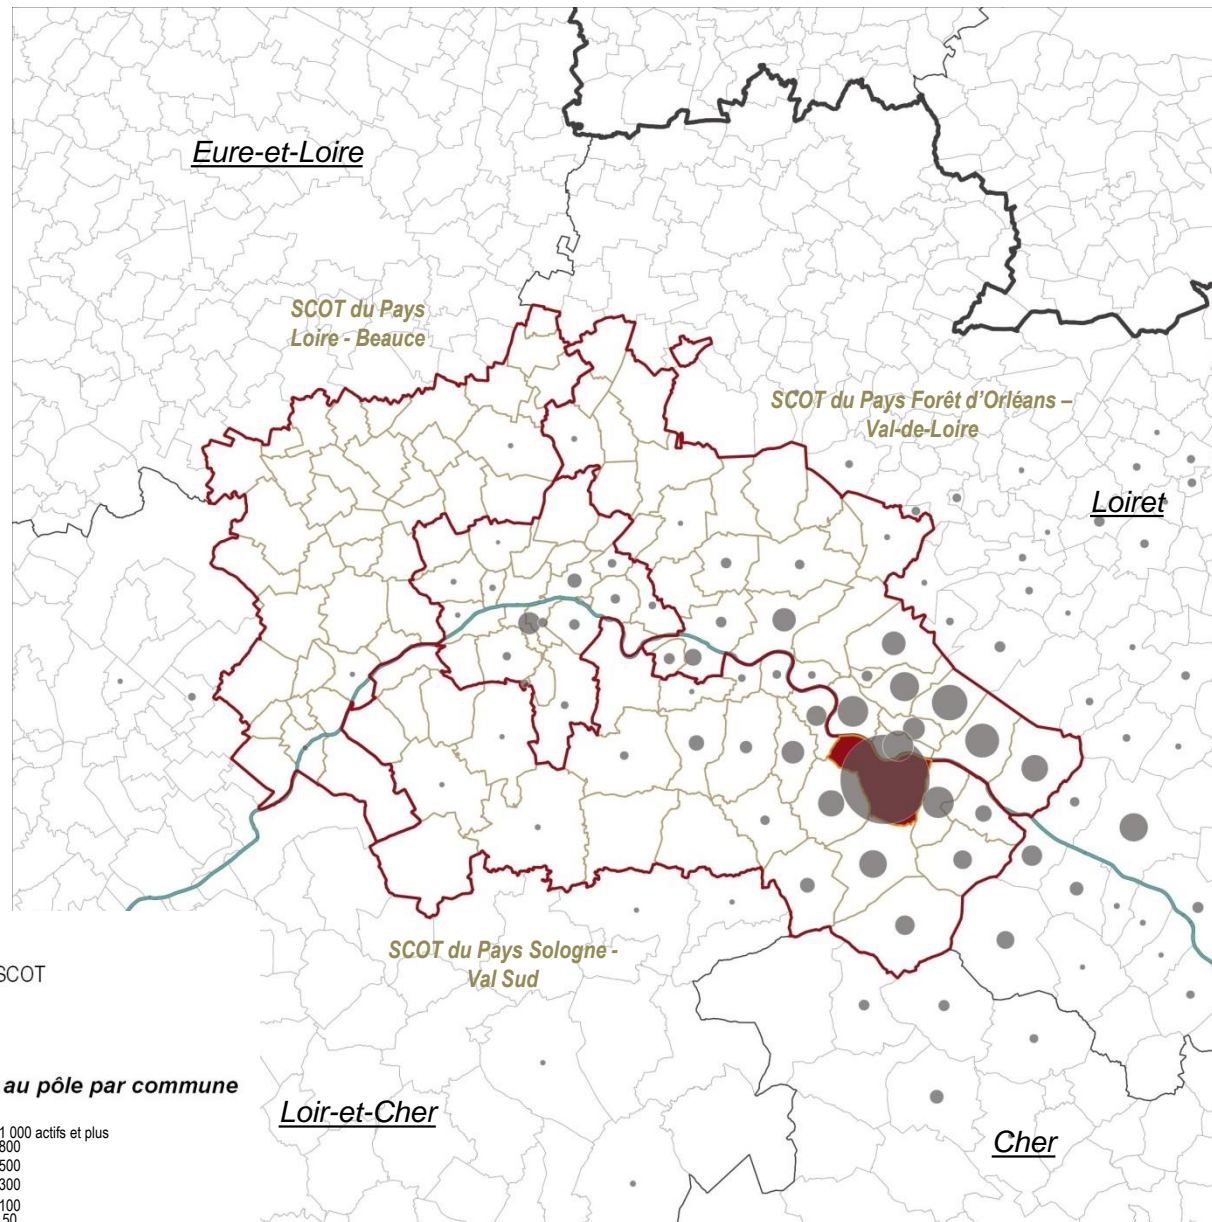 Eure-et-Loire
SCOT du Pays
Loire - Beauce
SCOT du Pays Forêt d'Orléans –
Val-de-Loire
Loiret
SCOT du Pays Sologne -
Val Sud
SCOT
au pôle par commune
1 000 actifs et plus
800
500
300
100
50
Loir-et-Cher
Cher